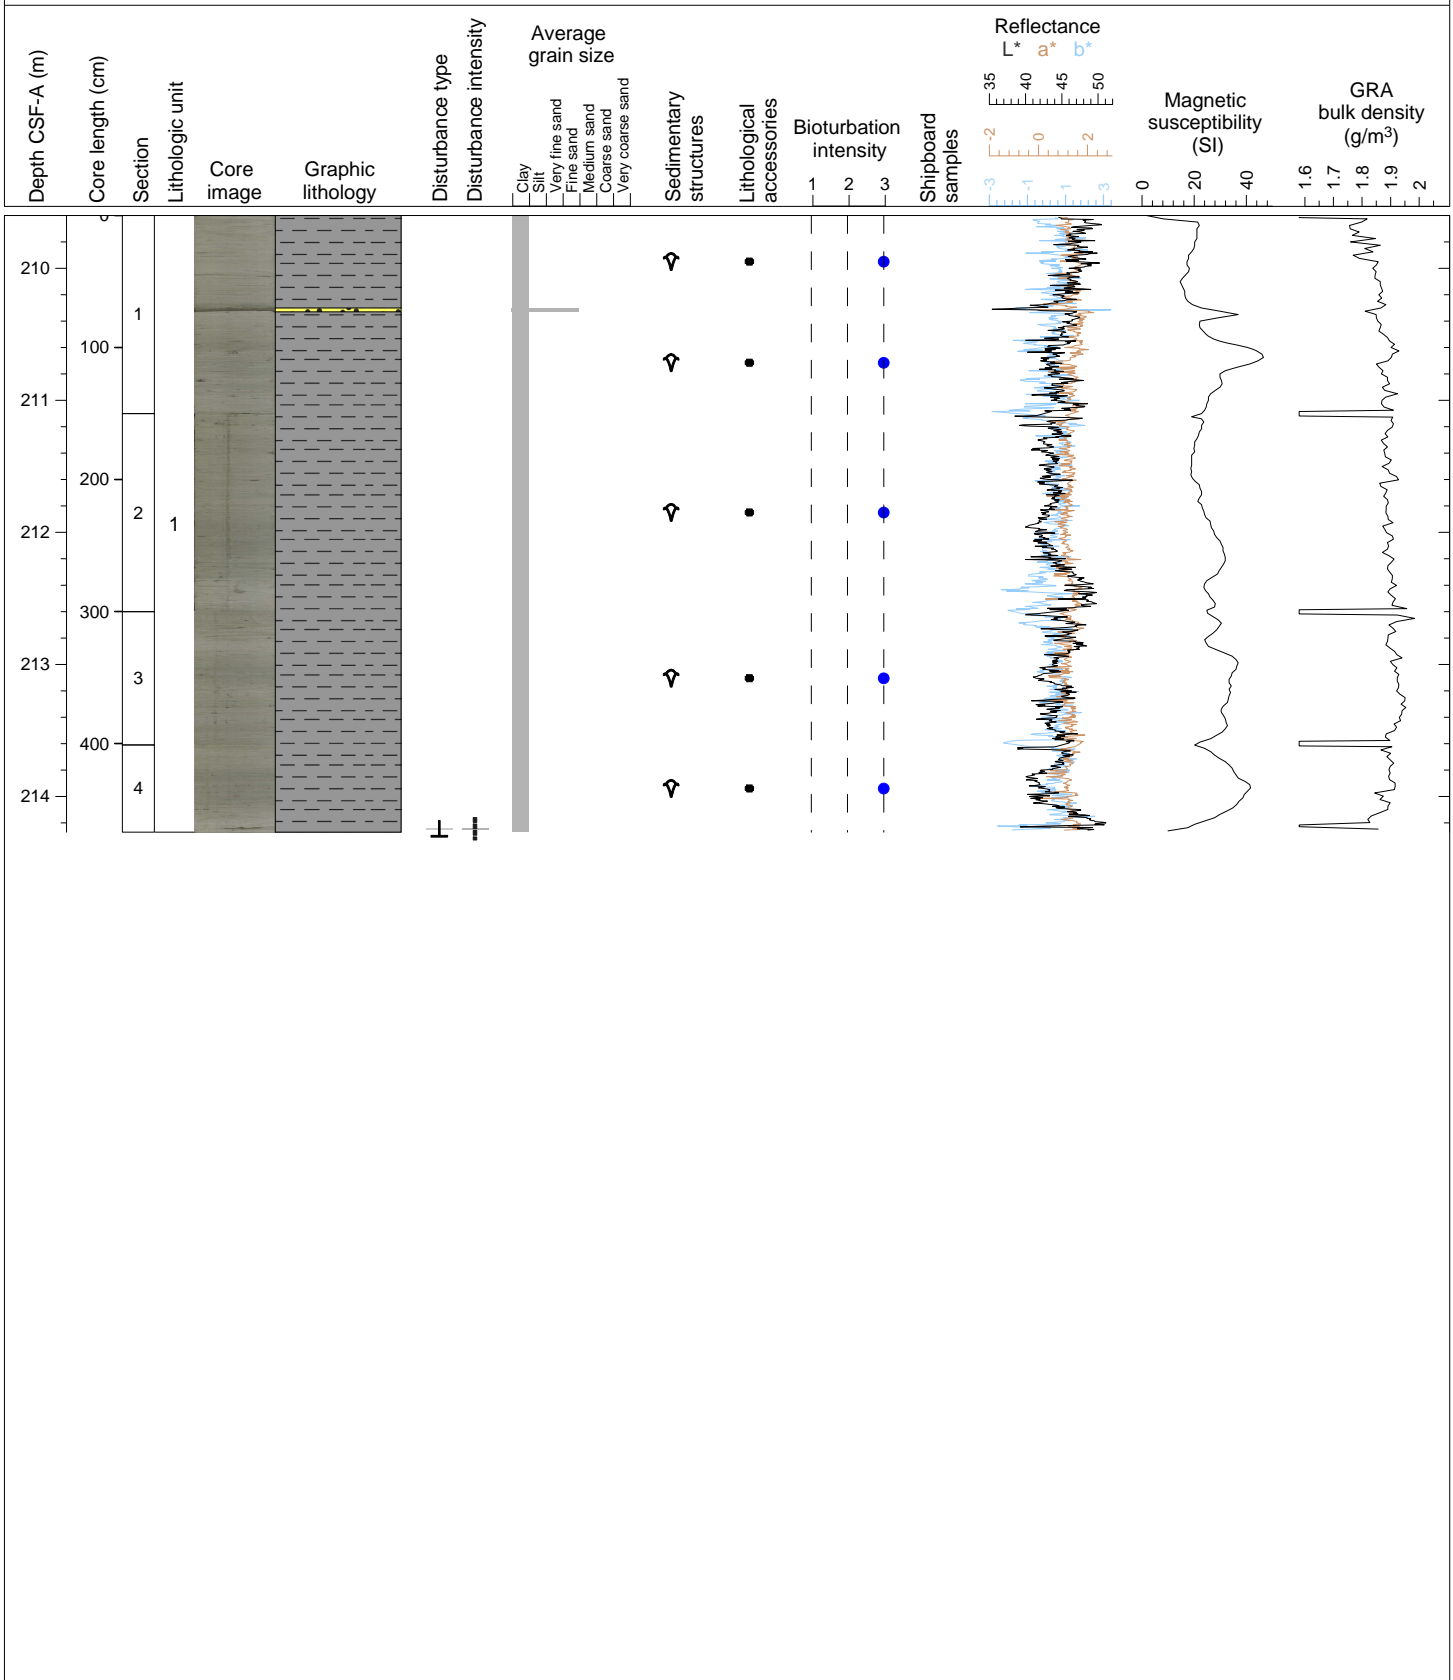 Depth CSF-A (m)
Core length (cm)
Section
Lithologic unit
Core
image
Graphic
lithology
Disturbance type
Disturbance intensity
Average
grain size
Clay
Silt
Very fine sand
Fine sand
Medium sand
Coarse sand
Very coarse sand
Sedimentary
structures
Lithological
accessories
Bioturbation
intensity
1 2 3
Shipboard
samples
Reflectance
L* a* b*
35 40 45 50
-2 0 2
-3 -1 1 3
Magnetic
susceptibility
(SI)
0 20 40
GRA
bulk density
(g/m³)
1.6 1.7 1.8 1.9 2
0
210
1
100
211
200
2
1
212
300
213
3
400
4
214